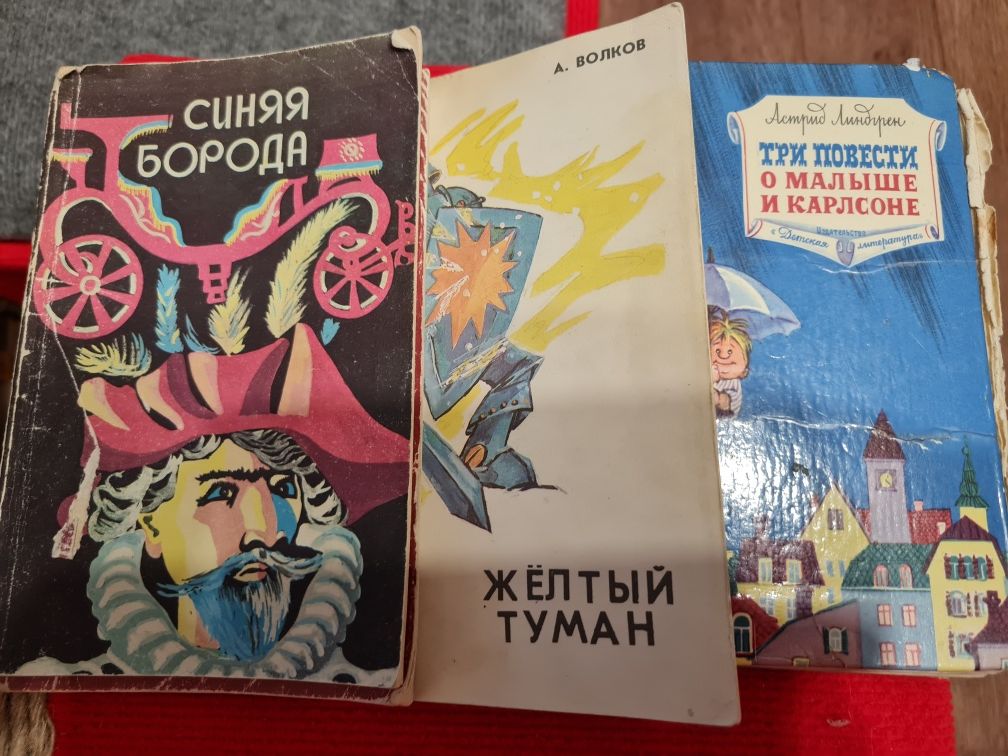 СИНЯЯ
БОРОДА
А. ВОЛКОВ
ЖЁЛТЫЙ
ТУМАН
Астрид Линдгрен
ТРИ ПОВЕСТИ
О МАЛЫШЕ
И КАРЛСОНЕ
Издательство
«Детская литература»